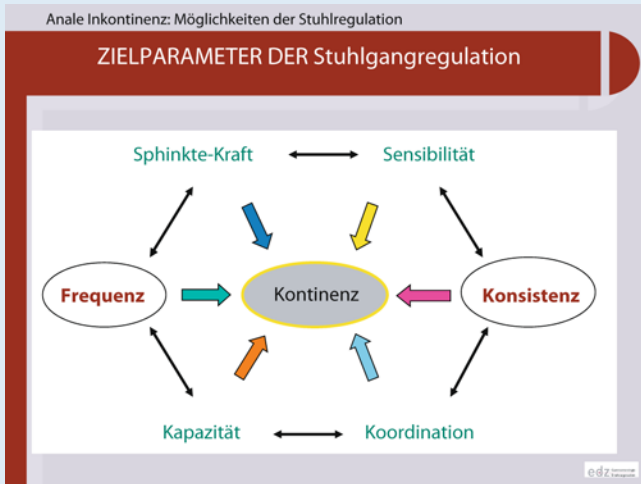 Anale Inkontinenz: Möglichkeiten der Stuhlregulation
ZIELPARAMETER DER Stuhlgangregulation
Sphinkte-Kraft
Sensibilität
Frequenz
Kontinenz
Konsistenz
Kapazität
Koordination
edz